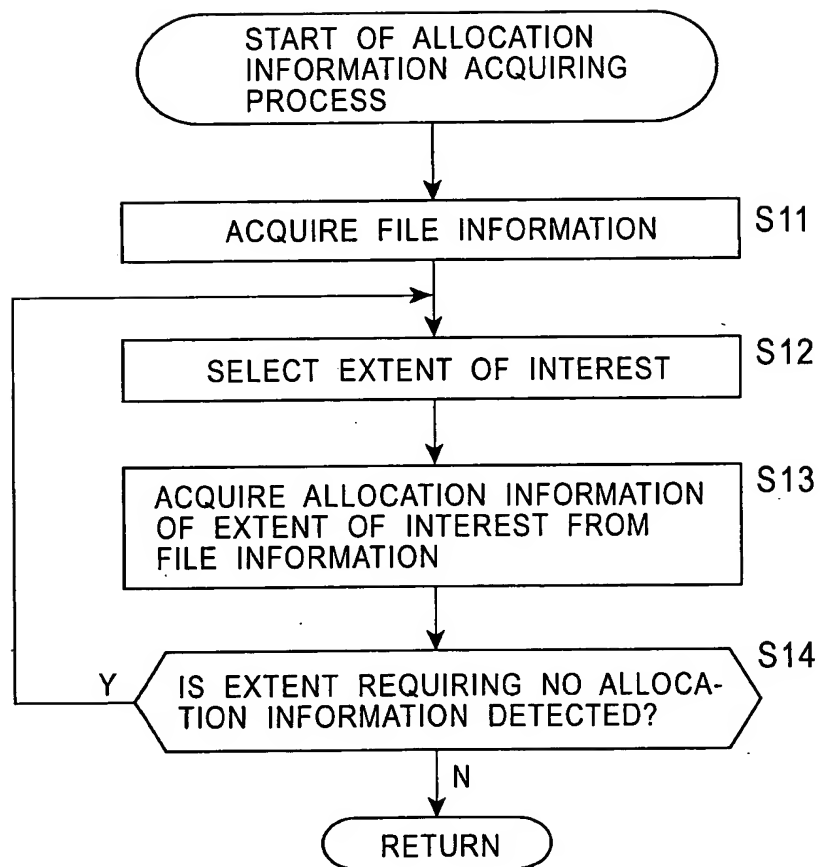 START OF ALLOCATION
INFORMATION ACQUIRING
PROCESS
ACQUIRE FILE INFORMATION
S11
SELECT EXTENT OF INTEREST
S12
ACQUIRE ALLOCATION INFORMATION
OF EXTENT OF INTEREST FROM
FILE INFORMATION
S13
IS EXTENT REQUIRING NO ALLOCA-
TION INFORMATION DETECTED?
S14
Y
N
RETURN